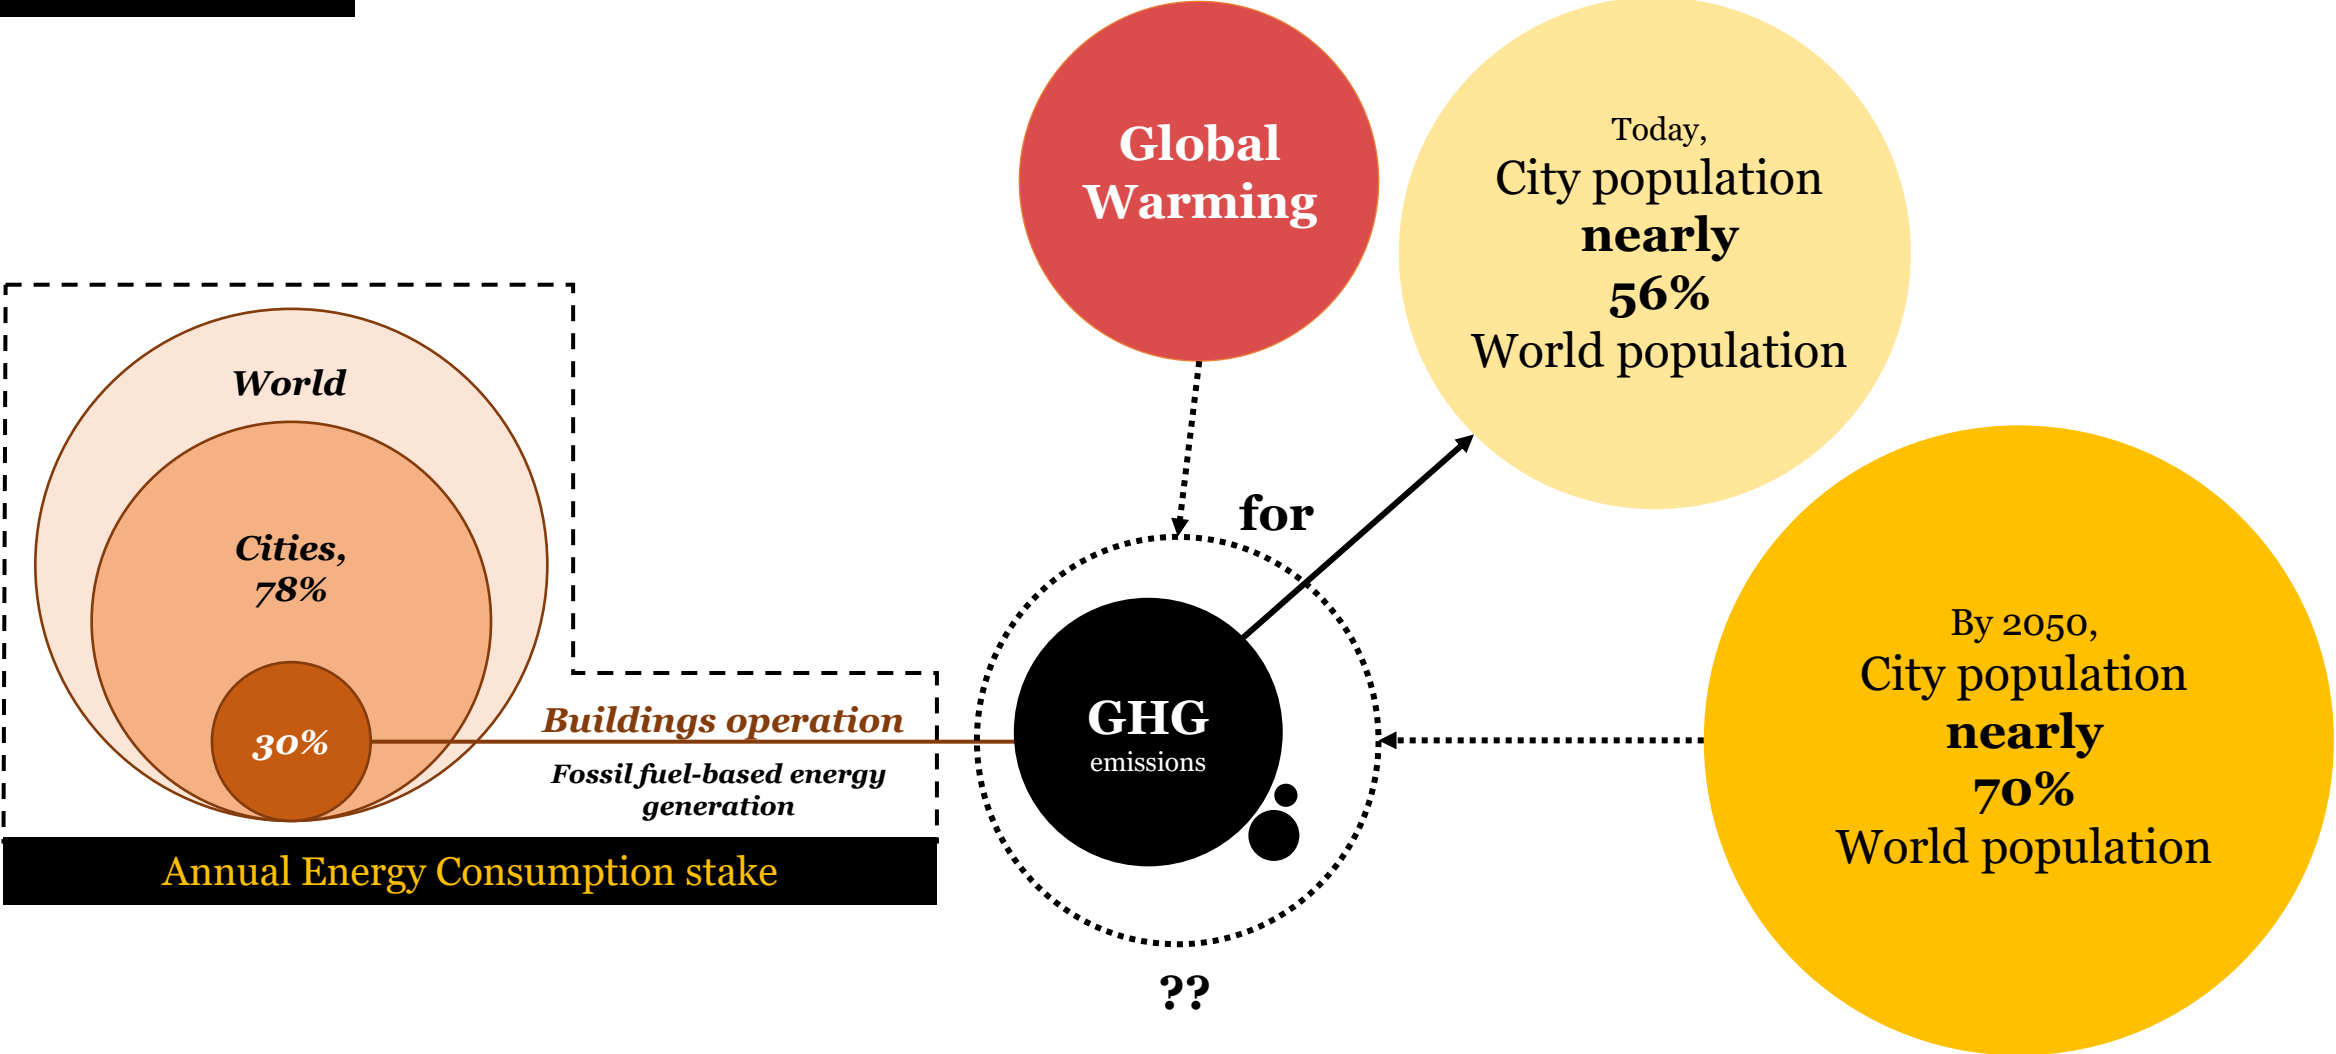 Global
Warming
Today,
City population
nearly
56%
World population
World
Cities,
78%
30%
Buildings operation
Fossil fuel-based energy
generation
Annual Energy Consumption stake
for
GHG
emissions
??
By 2050,
City population
nearly
70%
World population